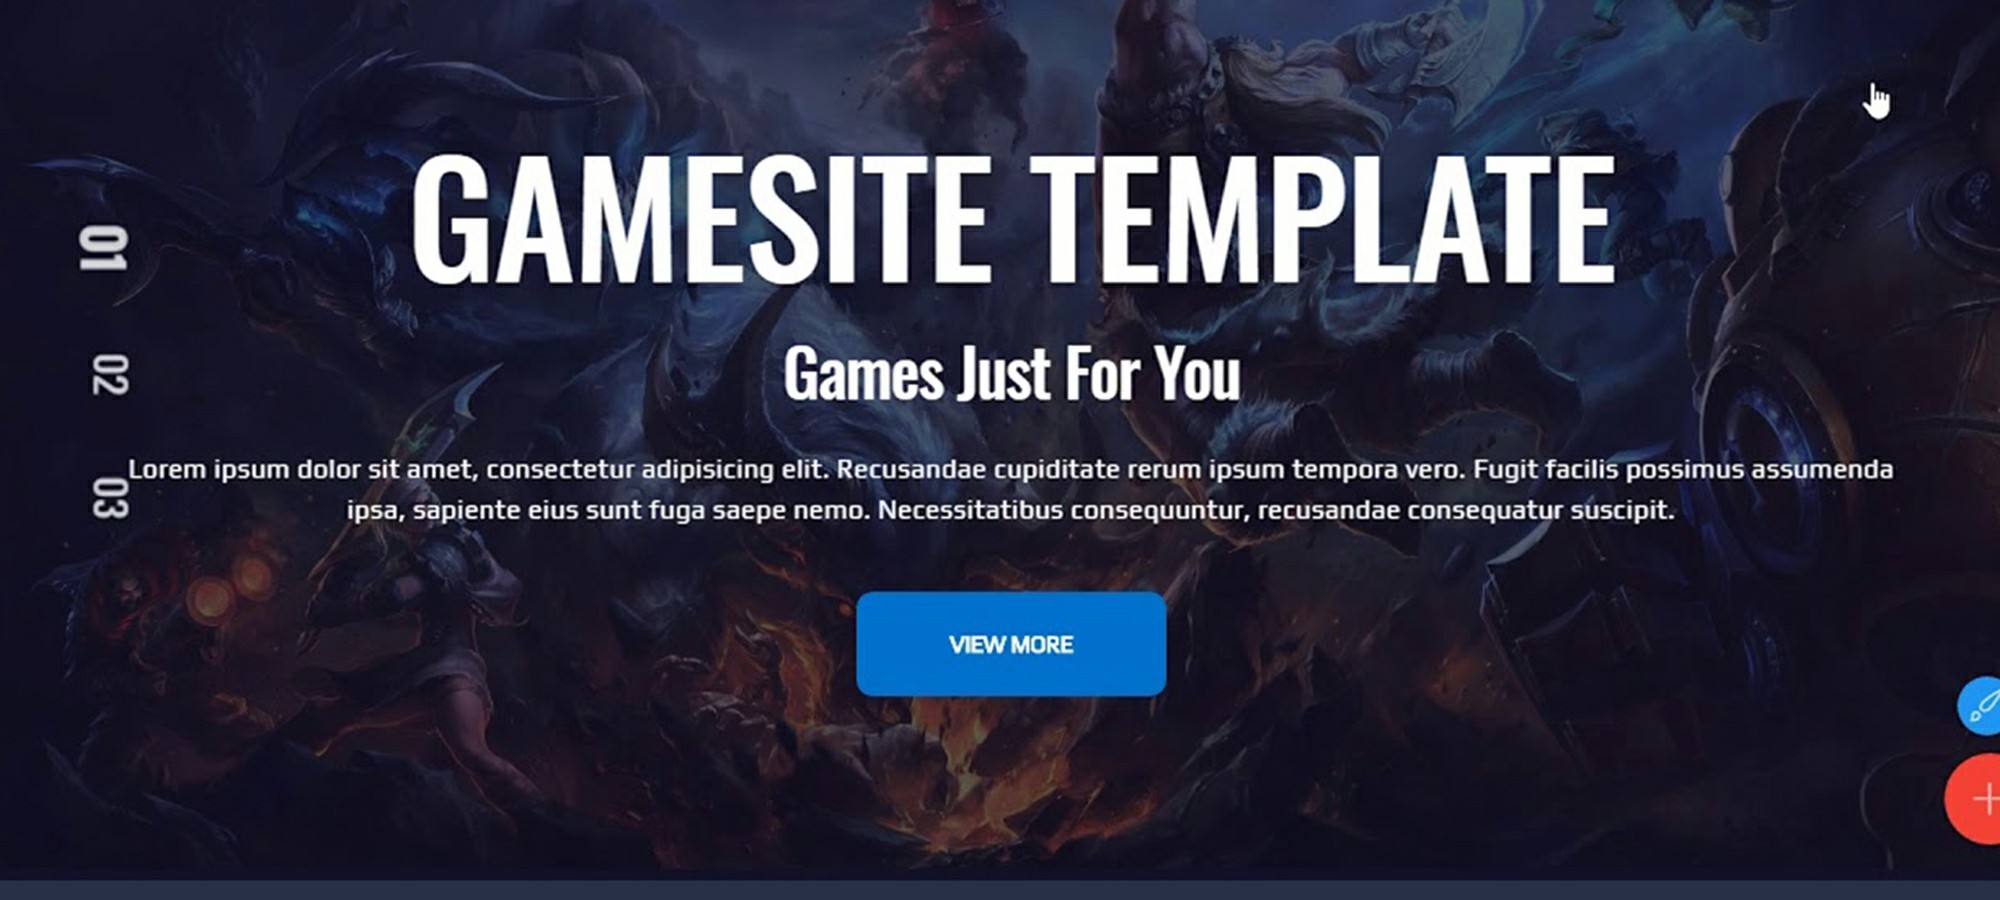 GAMESITE TEMPLATE
01
02
03
Games Just For You
Lorem ipsum dolor sit amet, consectetur adipisicing elit. Recusandae cupiditate rerum ipsum tempora vero. Fugit facilis possimus assumenda
ipsa, sapiente eius sunt fuga saepe nemo. Necessitatibus consequuntur, recusandae consequatur suscipit.
VIEW MORE